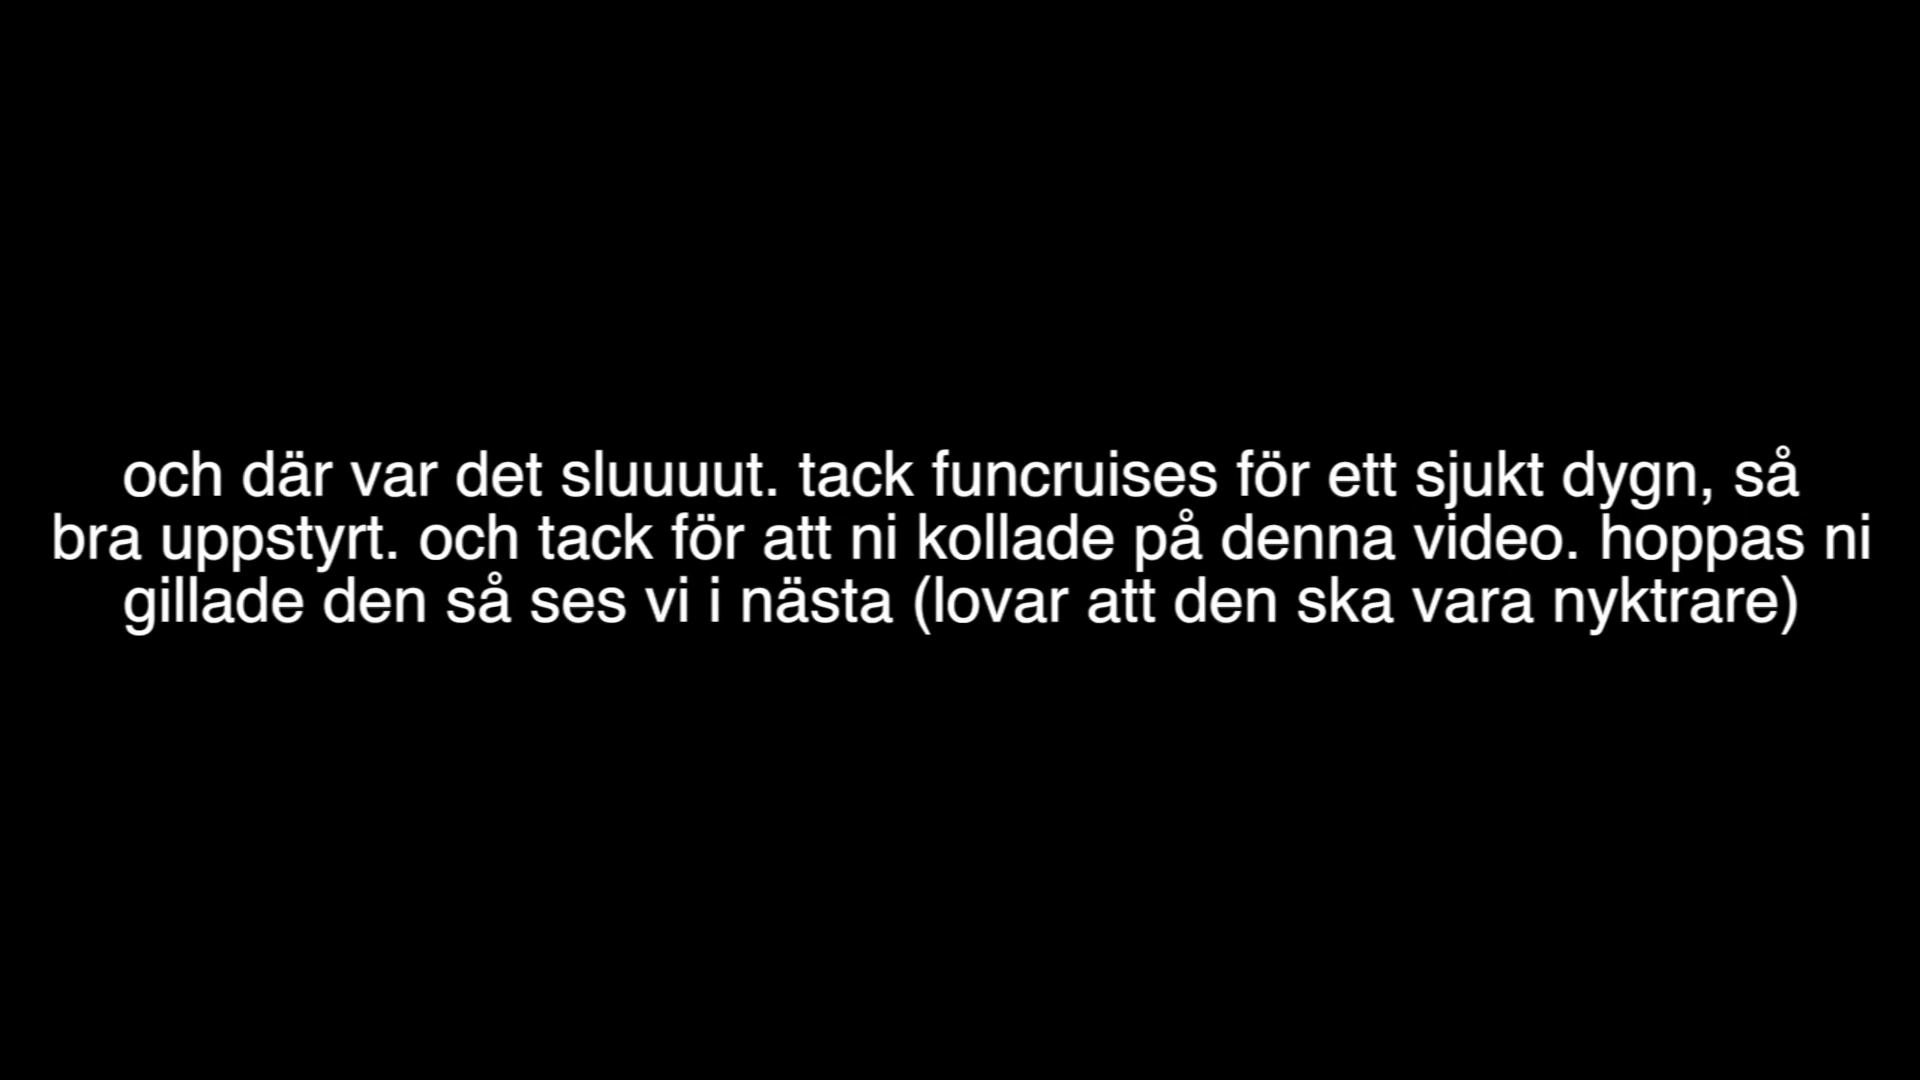 och där var det sluuuut. tack funcruises för ett sjukt dygn, så
bra uppstyrt. och tack för att ni kollade på denna video. hoppas ni
gillade den så ses vi i nästa (lovar att den ska vara nyktrare)